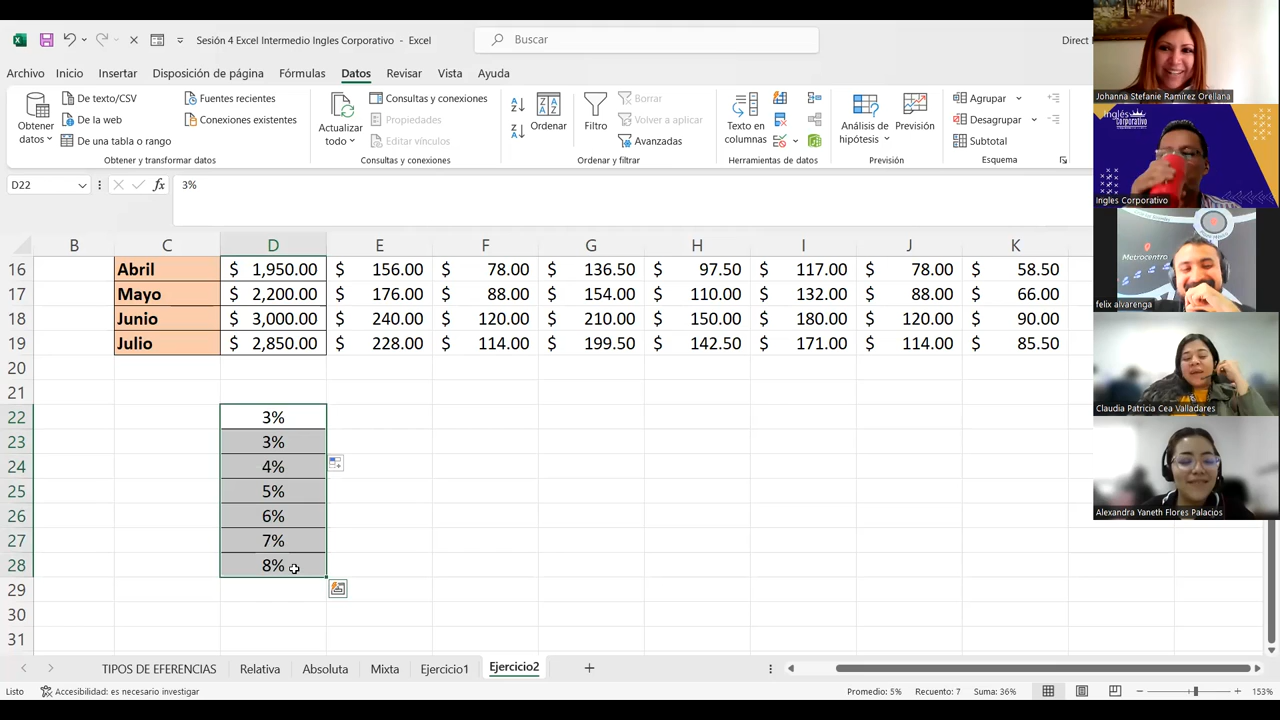 Sesión 4 Excel Intermedio Ingles Corporativo - Excel
Buscar
Archivo Inicio Insertar Disposición de página Fórmulas Datos Revisar Vista Ayuda
Obtener datos
De texto/CSV
De la web
De una tabla o rango
Fuentes recientes
Conexiones existentes
Actualizar todo
Consultas y conexiones
Propiedades
Editar vínculos
Ordenar
Filtro
Borrar
Volver a aplicar
Avanzadas
Texto en columnas
Análisis de hipótesis
Previsión
Agrupar
Desagrupar
Subtotal
Obtener y transformar datos Consultas y conexiones Ordenar y filtrar Herramientas de datos Previsión Esquema
D22 fx 3%
B C D E F G H I J K
16 Abril $ 1,950.00 $ 156.00 $ 78.00 $ 136.50 $ 97.50 $ 117.00 $ 78.00 $ 58.50
17 Mayo $ 2,200.00 $ 176.00 $ 88.00 $ 154.00 $ 110.00 $ 132.00 $ 88.00 $ 66.00
18 Junio $ 3,000.00 $ 240.00 $ 120.00 $ 210.00 $ 150.00 $ 180.00 $ 120.00 $ 90.00
19 Julio $ 2,850.00 $ 228.00 $ 114.00 $ 199.50 $ 142.50 $ 171.00 $ 114.00 $ 85.50
20
21
22 3%
23 3%
24 4%
25 5%
26 6%
27 7%
28 8%
29
30
31
TIPOS DE EFERENCIAS Relativa Absoluta Mixta Ejercicio1 Ejercicio2
Listo Accesibilidad: es necesario investigar Promedio: 5% Recuento: 7 Suma: 36% 153%
Johanna Stefanie Ramírez Orellana
Inglés Corporativo
Ingles Corporativo
Metrocentro
felix alvarenga
Claudia Patricia Cea Valladares
Alexandra Yaneth Flores Palacios